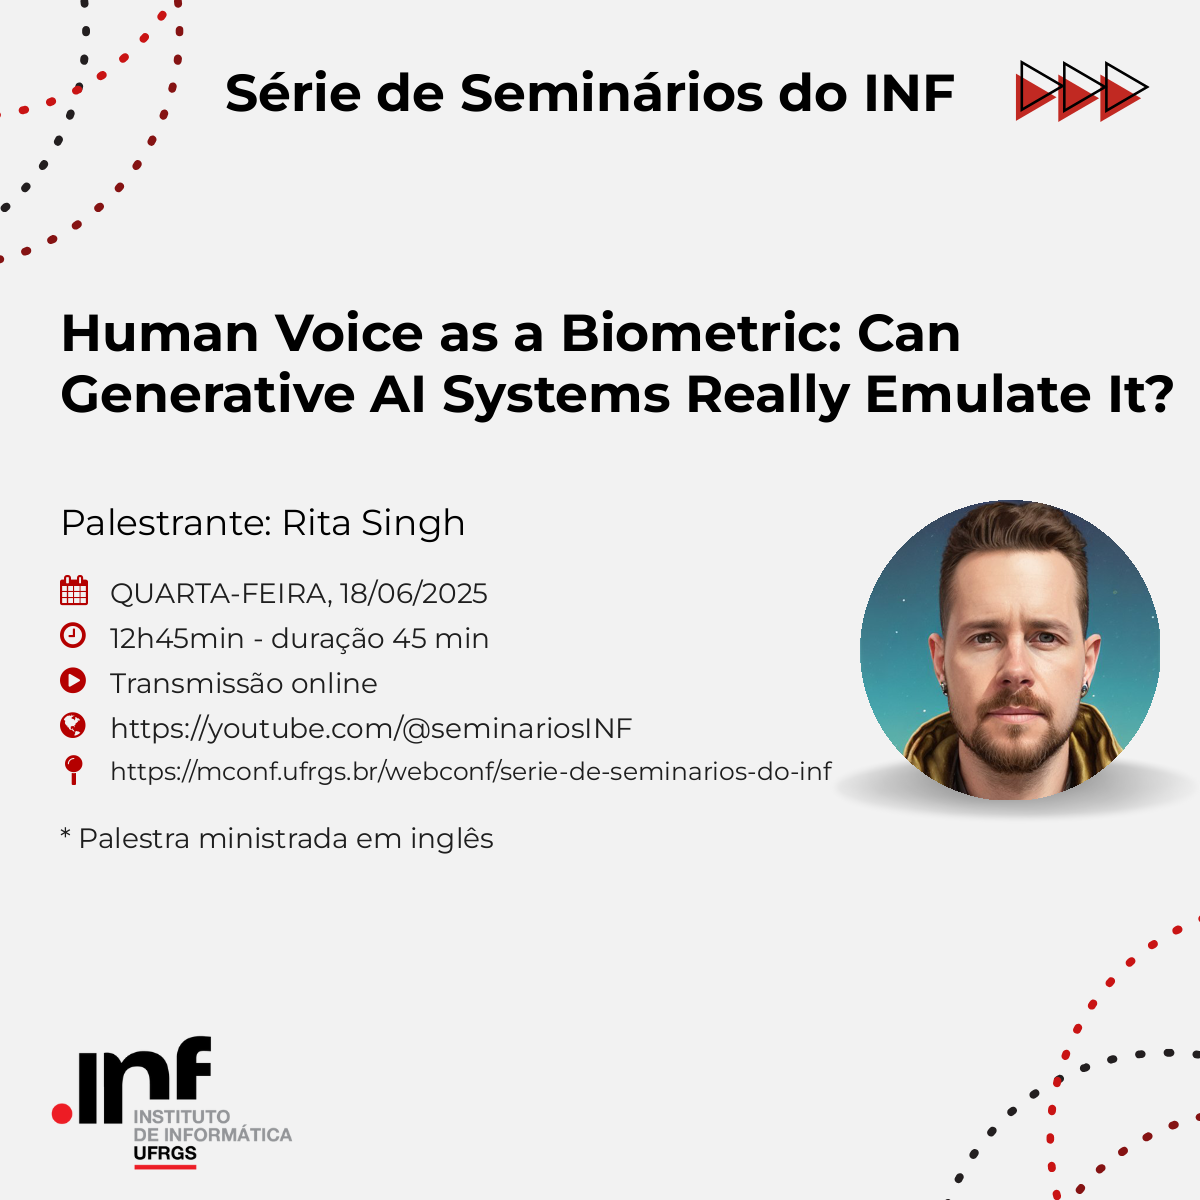 Série de Seminários do INF
Human Voice as a Biometric: Can
Generative AI Systems Really Emulate It?
Palestrante: Rita Singh
QUARTA-FEIRA, 18/06/2025
12h45min - duração 45 min
Transmissão online
https://youtube.com/@seminariosINF
https://mconf.ufrgs.br/webconf/serie-de-seminarios-do-inf
* Palestra ministrada em inglês
.inf
INSTITUTO
DE INFORMÁTICA
UFRGS